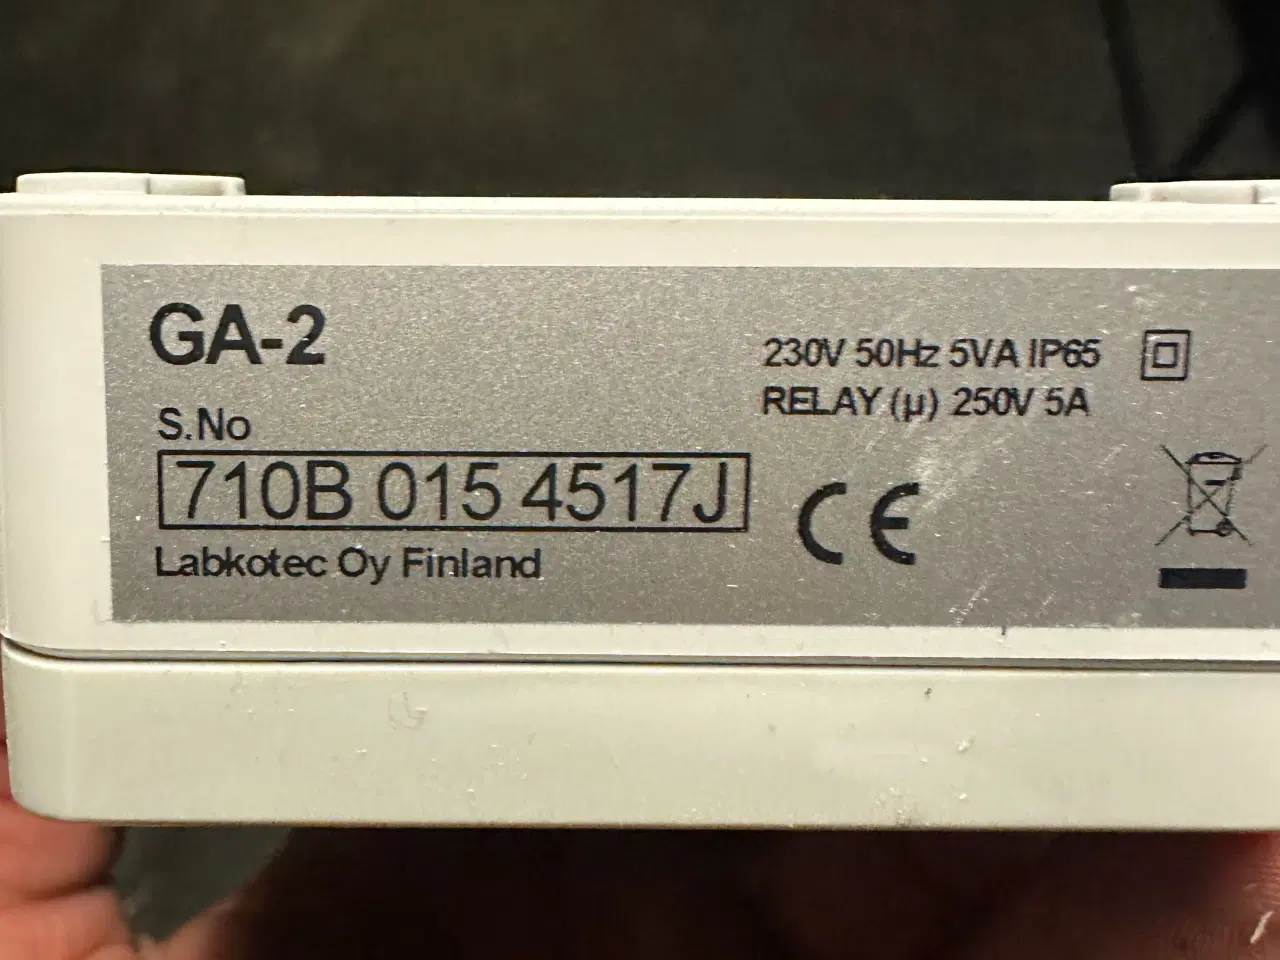 GA-2
S.No
710B 015 4517J
Labkotec Oy Finland
230V 50Hz 5VA IP65
RELAY (µ) 250V 5A
CE